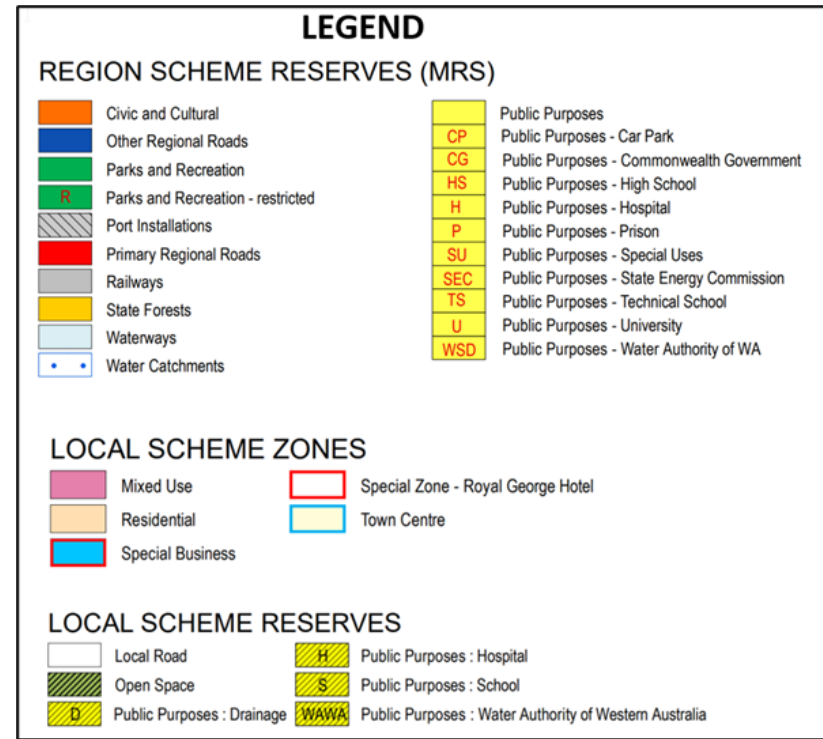 LEGEND
REGION SCHEME RESERVES (MRS)
Civic and Cultural
Other Regional Roads
Parks and Recreation
R Parks and Recreation - restricted
Port Installations
Primary Regional Roads
Railways
State Forests
Waterways
Water Catchments
Public Purposes
CP Public Purposes - Car Park
CG Public Purposes - Commonwealth Government
HS Public Purposes - High School
H Public Purposes - Hospital
P Public Purposes - Prison
SU Public Purposes - Special Uses
SEC Public Purposes - State Energy Commission
TS Public Purposes - Technical School
U Public Purposes - University
WSD Public Purposes - Water Authority of WA
LOCAL SCHEME ZONES
Mixed Use
Residential
Special Business
Special Zone - Royal George Hotel
Town Centre
LOCAL SCHEME RESERVES
Local Road
Open Space
D Public Purposes : Drainage
H Public Purposes : Hospital
S Public Purposes : School
WAWA Public Purposes : Water Authority of Western Australia